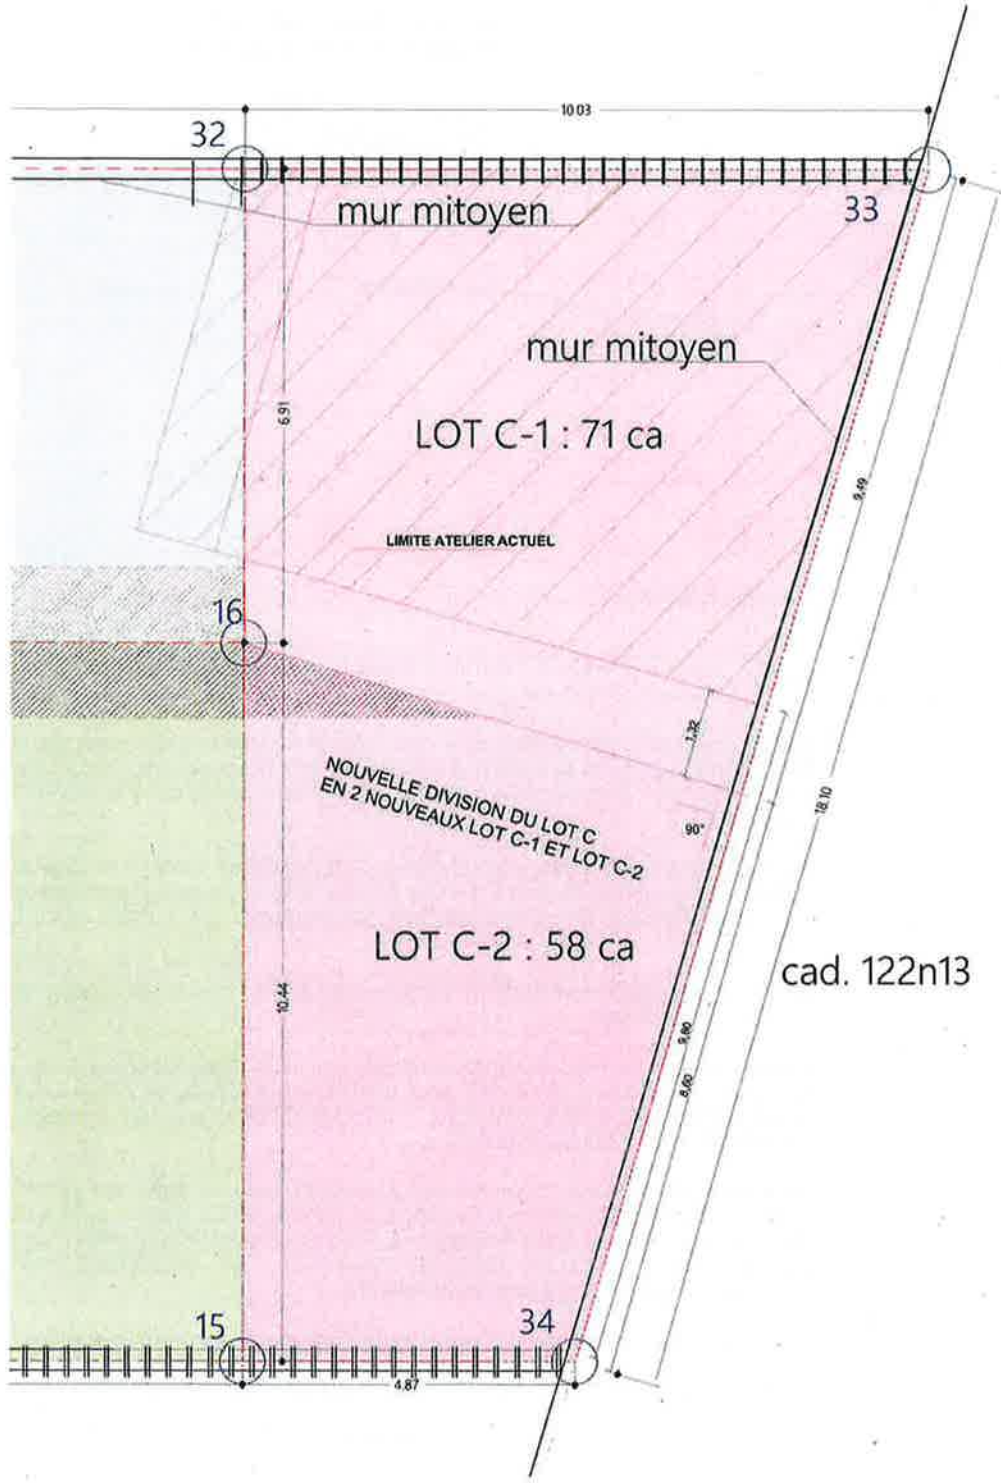 10 03
32
mur mitoyen
33
mur mitoyen
6.91
LOT C-1 : 71 ca
9,49
LIMITE ATELIER ACTUEL
16
1,32
NOUVELLE DIVISION DU LOT C
EN 2 NOUVEAUX LOT C-1 ET LOT C-2
90°
18.10
LOT C-2 : 58 ca
cad. 122n13
10.44
9,60
8,60
15
34
4.87